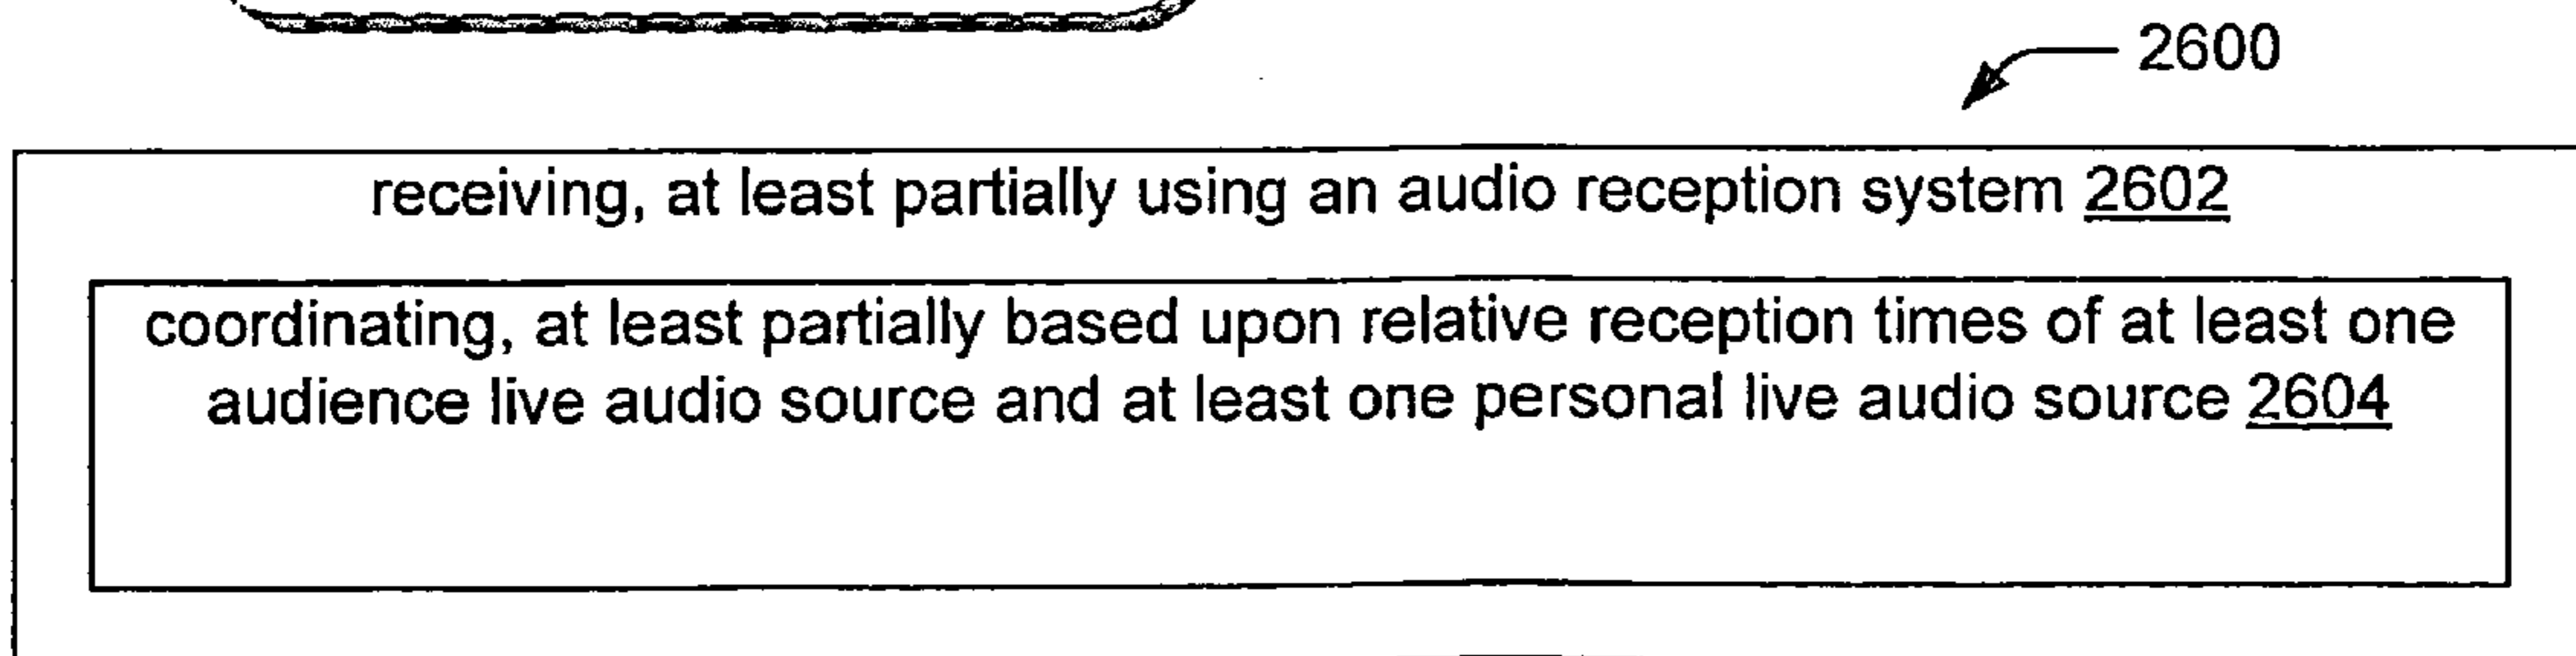 2600
receiving, at least partially using an audio reception system 2602
coordinating, at least partially based upon relative reception times of at least one
audience live audio source and at least one personal live audio source 2604